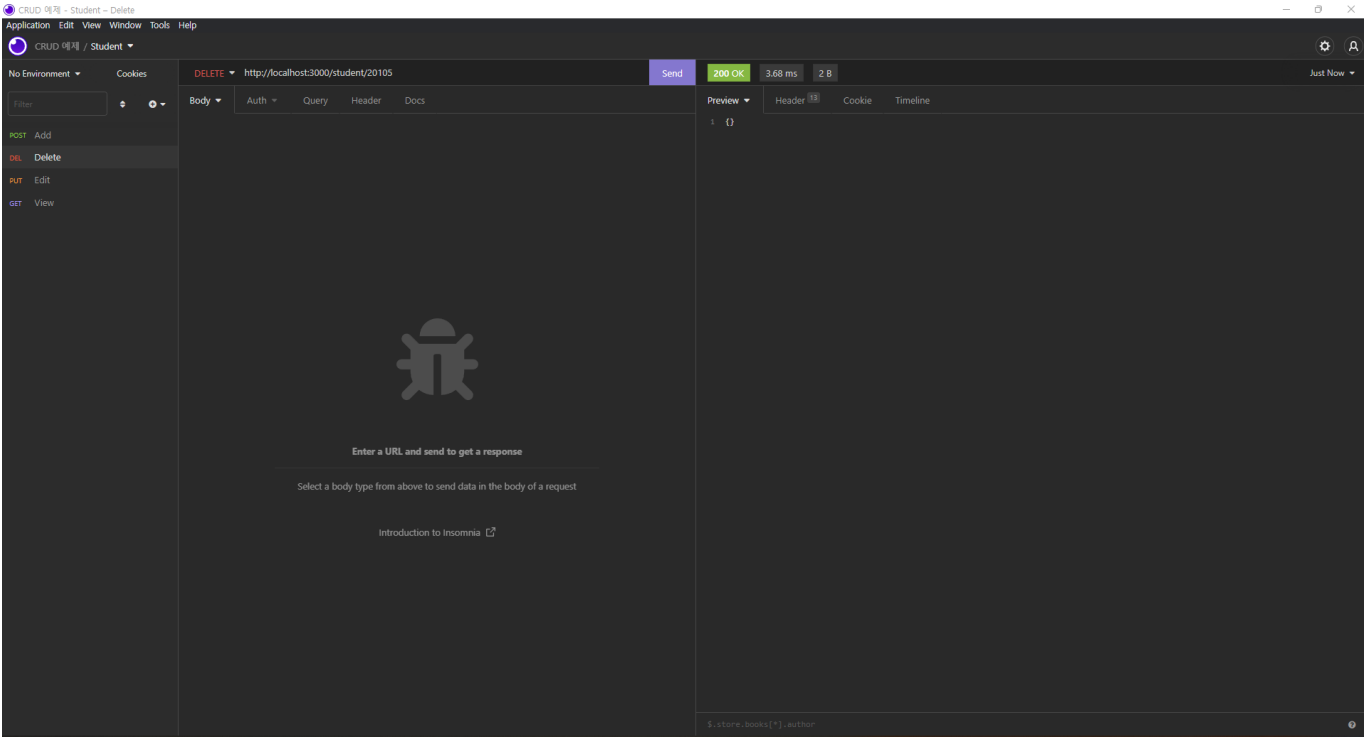 CRUD 예제 - Student – Delete
Application Edit View Window Tools Help
CRUD 예제 / Student
No Environment Cookies
DELETE http://localhost:3000/student/20105 Send
200 OK 3.68 ms 2 B Just Now
Filter
Body Auth Query Header Docs
Preview Header 13 Cookie Timeline
1 {}
POST Add
DEL Delete
PUT Edit
GET View
Enter a URL and send to get a response
Select a body type from above to send data in the body of a request
Introduction to Insomnia
$.store.books[*].author